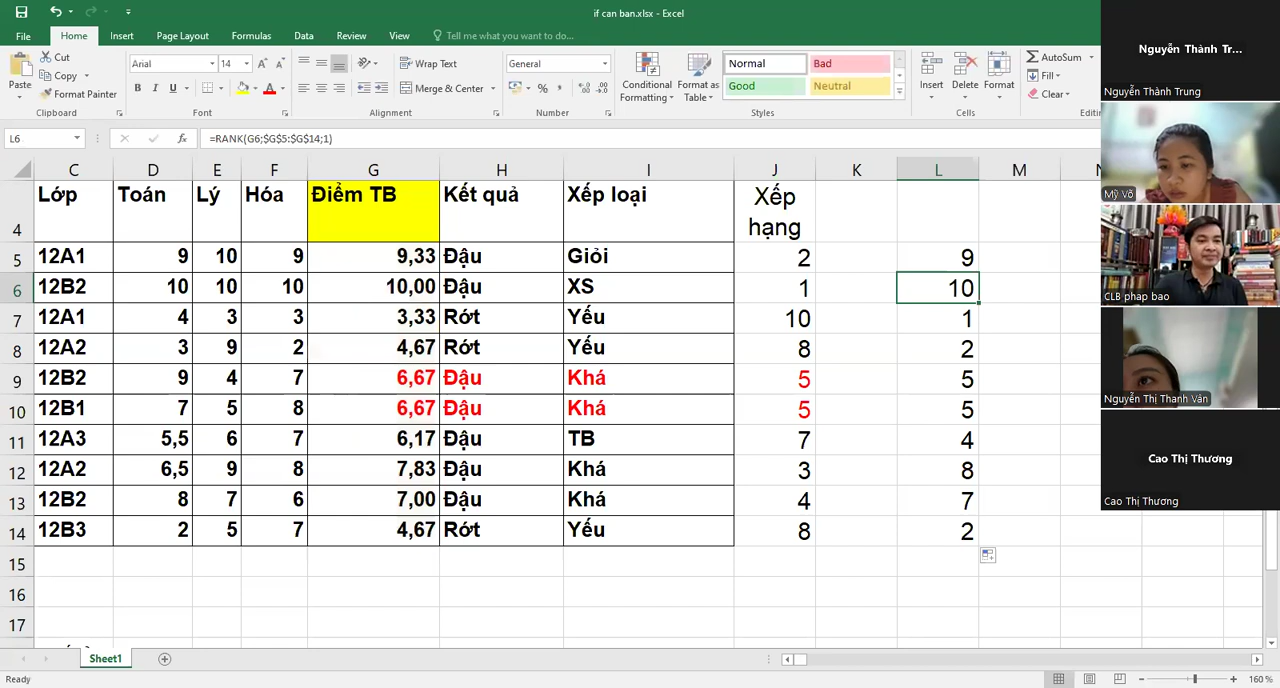 if can ban.xlsx - Excel
File Home Insert Page Layout Formulas Data Review View Tell me what you want to do...
Paste
Cut
Copy
Format Painter
Clipboard
Arial 14
B I U
Font
Wrap Text
Merge & Center
Alignment
General
Number
Conditional Formatting
Format as Table
Normal Bad
Good Neutral
Styles
Insert Delete Format
Cells
AutoSum
Fill
Clear
Editin
L6 fx =RANK(G6;$G$5:$G$14;1)
C D E F G H I J K L M N
4 Lớp Toán Lý Hóa Điểm TB Kết quả Xếp loại Xếp hạng
5 12A1 9 10 9 9,33 Đậu Giỏi 2 9
6 12B2 10 10 10 10,00 Đậu XS 1 10
7 12A1 4 3 3 3,33 Rớt Yếu 10 1
8 12A2 3 9 2 4,67 Rớt Yếu 8 2
9 12B2 9 4 7 6,67 Đậu Khá 5 5
10 12B1 7 5 8 6,67 Đậu Khá 5 5
11 12A3 5,5 6 7 6,17 Đậu TB 7 4
12 12A2 6,5 9 8 7,83 Đậu Khá 3 8
13 12B2 8 7 6 7,00 Đậu Khá 4 7
14 12B3 2 5 7 4,67 Rớt Yếu 8 2
15
16
17
Sheet1
Ready
160 %
Nguyễn Thành Tr...
Nguyễn Thành Trung
Mỹ Võ
CLB phap bao
Nguyễn Thị Thanh Vân
Cao Thị Thương
Cao Thị Thương